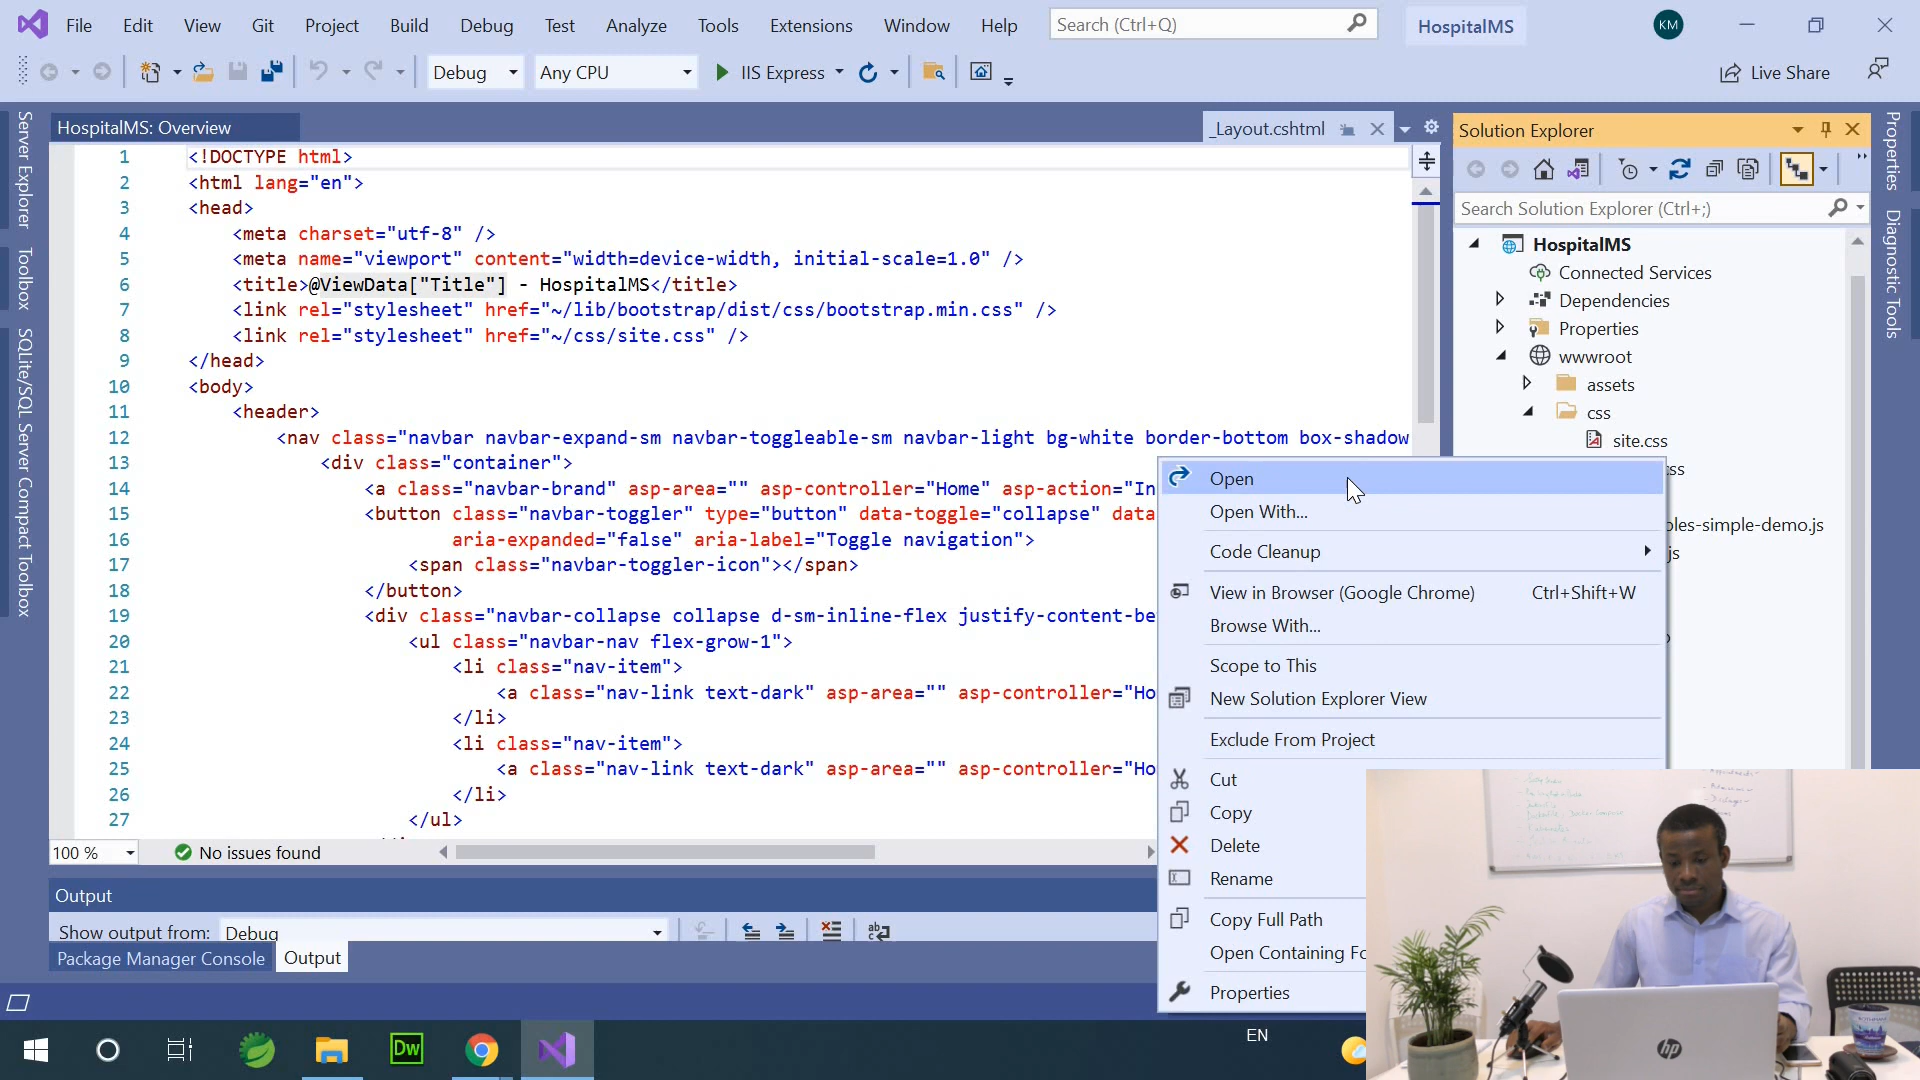 File Edit View Git Project Build Debug Test Analyze Tools Extensions Window Help Search (Ctrl+Q) HospitalMS KM
Debug Any CPU IIS Express Live Share
Server Explorer
Toolbox
SQLite/SQL Server Compact Toolbox
HospitalMS: Overview
_Layout.cshtml
1 <!DOCTYPE html>
2 <html lang="en">
3 <head>
4 <meta charset="utf-8" />
5 <meta name="viewport" content="width=device-width, initial-scale=1.0" />
6 <title>@ViewData["Title"] - HospitalMS</title>
7 <link rel="stylesheet" href="~/lib/bootstrap/dist/css/bootstrap.min.css" />
8 <link rel="stylesheet" href="~/css/site.css" />
9 </head>
10 <body>
11 <header>
12 <nav class="navbar navbar-expand-sm navbar-toggleable-sm navbar-light bg-white border-bottom box-shadow
13 <div class="container">
14 <a class="navbar-brand" asp-area="" asp-controller="Home" asp-action="In
15 <button class="navbar-toggler" type="button" data-toggle="collapse" data
16 aria-expanded="false" aria-label="Toggle navigation">
17 <span class="navbar-toggler-icon"></span>
18 </button>
19 <div class="navbar-collapse collapse d-sm-inline-flex justify-content-be
20 <ul class="navbar-nav flex-grow-1">
21 <li class="nav-item">
22 <a class="nav-link text-dark" asp-area="" asp-controller="Ho
23 </li>
24 <li class="nav-item">
25 <a class="nav-link text-dark" asp-area="" asp-controller="Ho
26 </li>
27 </ul>
100 % No issues found
Output
Show output from: Debug
Package Manager Console Output
Solution Explorer
Search Solution Explorer (Ctrl+;)
HospitalMS
Connected Services
Dependencies
Properties
wwwroot
assets
css
site.css
ples-simple-demo.js
js
Properties
Diagnostic Tools
Open
Open With...
Code Cleanup
View in Browser (Google Chrome) Ctrl+Shift+W
Browse With...
Scope to This
New Solution Explorer View
Exclude From Project
Cut
Copy
Delete
Rename
Copy Full Path
Open Containing Fo
Properties
Dw
EN
hp